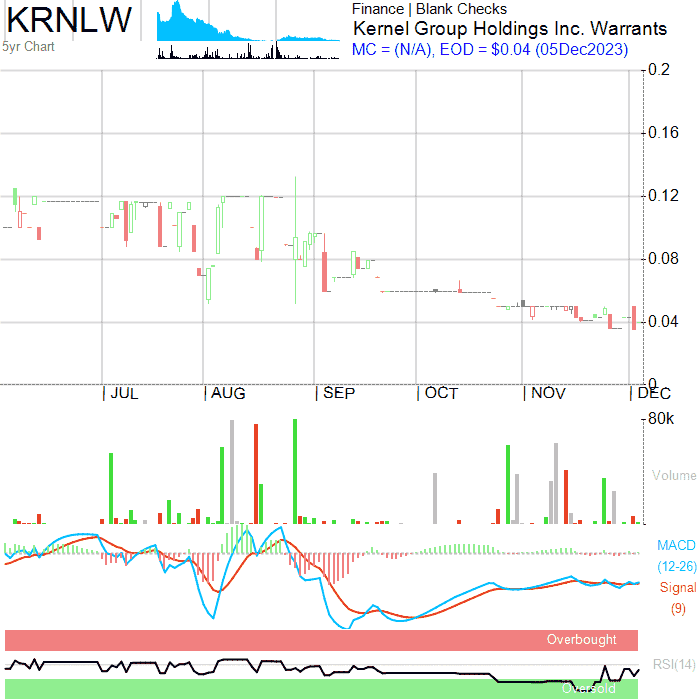 KRNLW
5yr Chart
Finance | Blank Checks
Kernel Group Holdings Inc. Warrants
MC = (N/A), EOD = $0.04 (05Dec2023)
0.2
0.16
0.12
0.08
0.04
0
| JUL | AUG | SEP | OCT | NOV | DEC
80k
Volume
MACD
(12-26)
Signal
(9)
Overbought
RSI(14)
Oversold